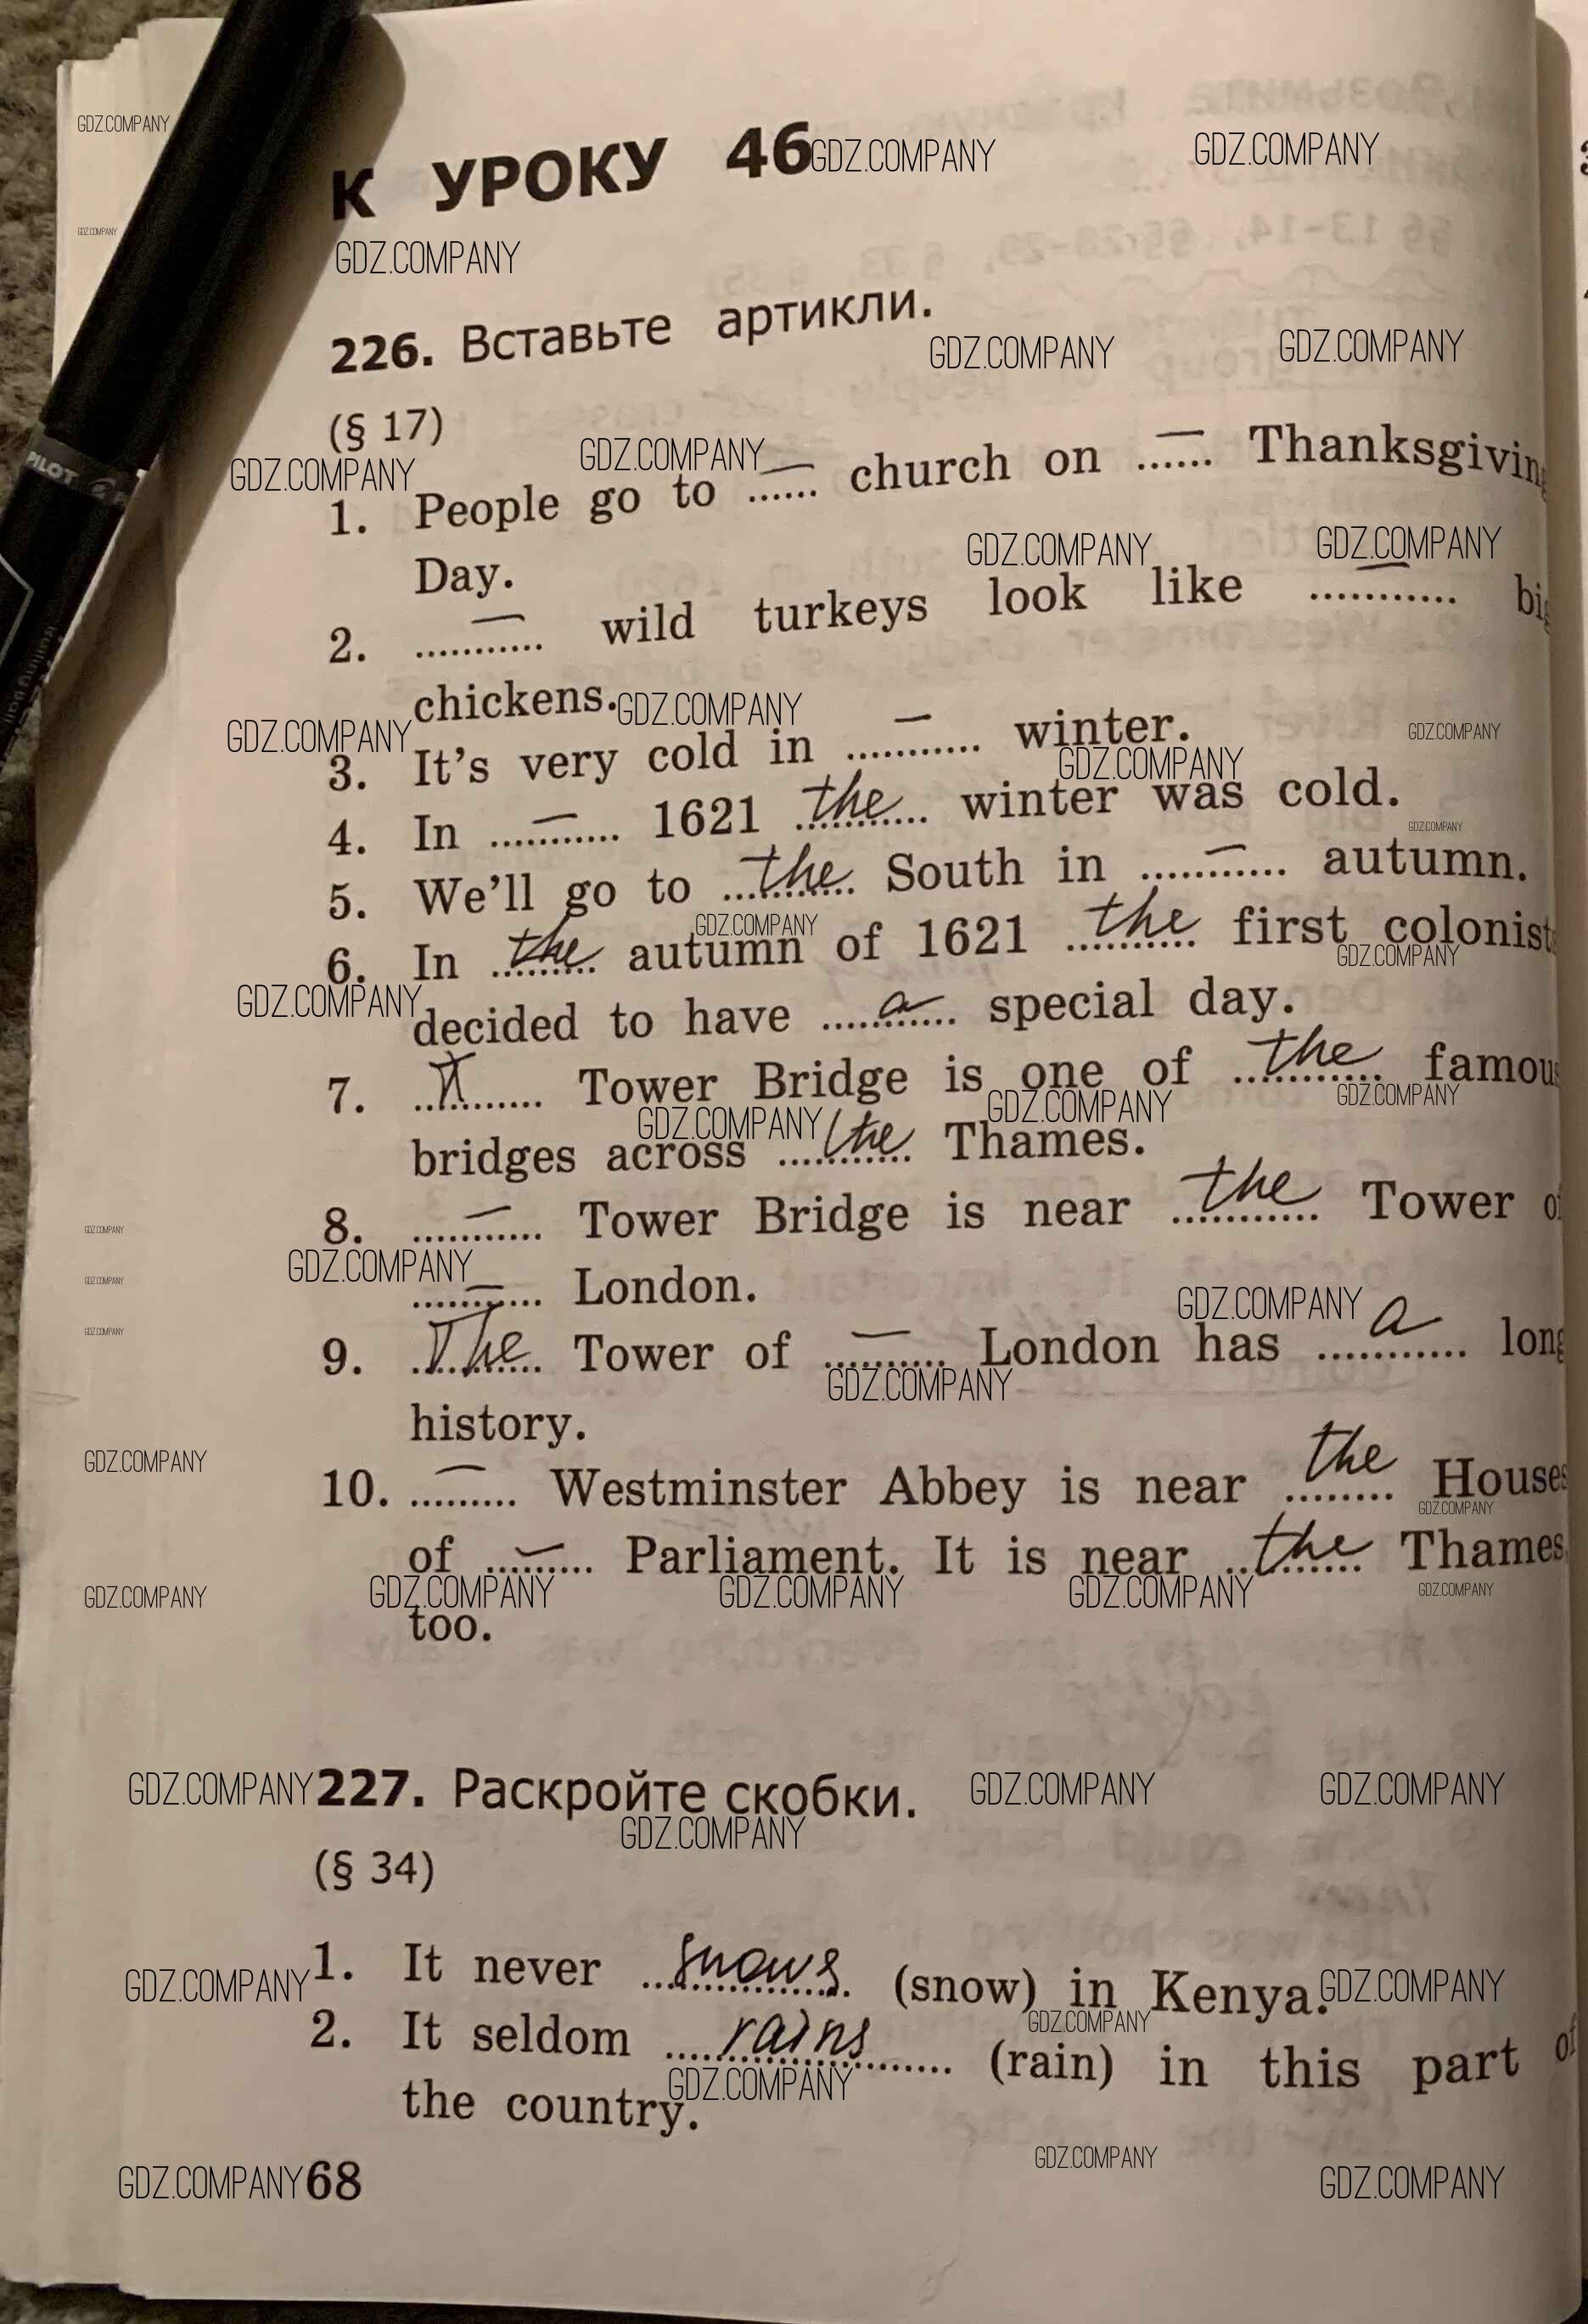 К УРОКУ 46
226. Вставьте артикли.
(§ 17)
1. People go to ...—... church on ...—... Thanksgiving
Day.
2. ...—... wild turkeys look like ...—... big
chickens.
3. It's very cold in ...—... winter.
4. In ...—... 1621 ...the... winter was cold.
5. We'll go to ...the... South in ...—... autumn.
6. In ...the... autumn of 1621 ...the... first colonist
decided to have ...a... special day.
7. ... Tower Bridge is one of ...the... famous
bridges across ...the... Thames.
8. ...—... Tower Bridge is near ...the... Tower of
...—... London.
9. ...The... Tower of ...—... London has ...a... long
history.
10. ...—... Westminster Abbey is near ...the... Houses
of ...—... Parliament. It is near ...the... Thames
too.
227. Раскройте скобки.
(§ 34)
1. It never ...snows... (snow) in Kenya.
2. It seldom ...rains... (rain) in this part of
the country.
68
PILOT
GDZ.COMPANY